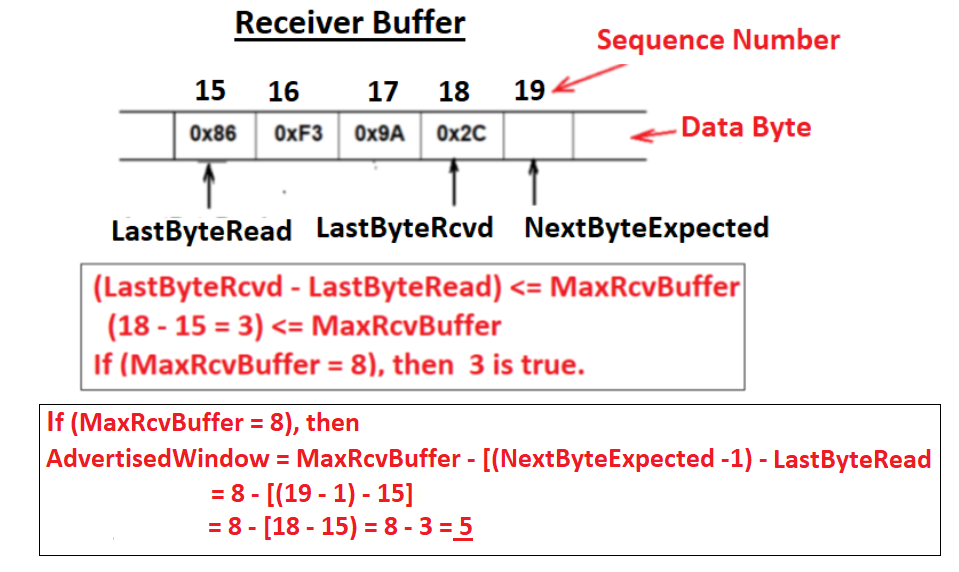 Receiver Buffer
Sequence Number
15 16 17 18 19
0x86 0xF3 0x9A 0x2C
Data Byte
LastByteRead LastByteRcvd NextByteExpected
(LastByteRcvd - LastByteRead) <= MaxRcvBuffer
(18 - 15 = 3) <= MaxRcvBuffer
If (MaxRcvBuffer = 8), then 3 is true.
If (MaxRcvBuffer = 8), then
AdvertisedWindow = MaxRcvBuffer - [(NextByteExpected -1) - LastByteRead
= 8 - [(19 - 1) - 15]
= 8 - [18 - 15) = 8 - 3 = 5